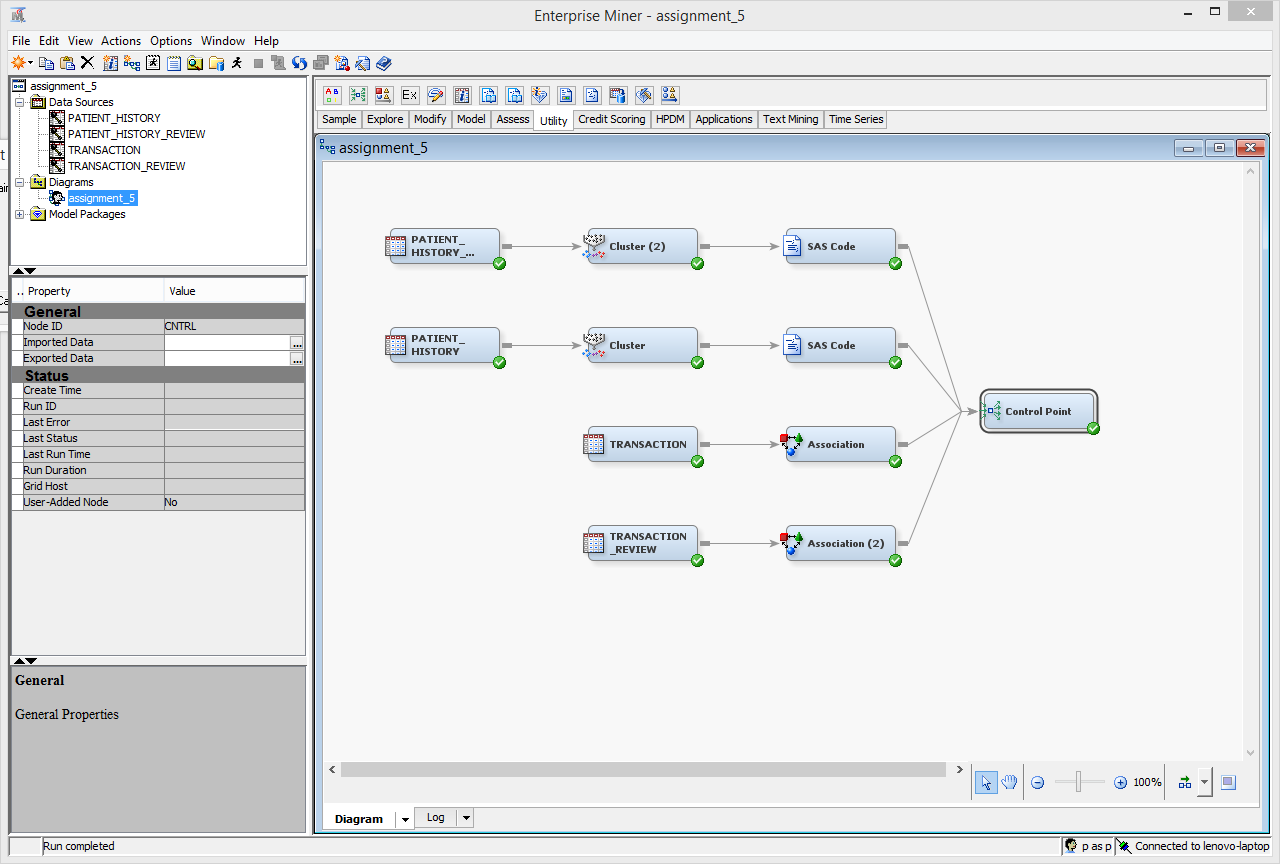 Enterprise Miner - assignment_5
File Edit View Actions Options Window Help
assignment_5
Data Sources
PATIENT_HISTORY
PATIENT_HISTORY_REVIEW
TRANSACTION
TRANSACTION_REVIEW
Diagrams
assignment_5
Model Packages
.. Property Value
General
Node ID CNTRL
Imported Data ...
Exported Data ...
Status
Create Time
Run ID
Last Error
Last Status
Last Run Time
Run Duration
Grid Host
User-Added Node No
General
General Properties
Ex
Sample Explore Modify Model Assess Utility Credit Scoring HPDM Applications Text Mining Time Series
assignment_5
PATIENT_
HISTORY_...
Cluster (2)
SAS Code
PATIENT_
HISTORY
Cluster
SAS Code
Control Point
TRANSACTION
Association
TRANSACTION
_REVIEW
Association (2)
100%
Diagram Log
Run completed
p as p Connected to lenovo-laptop